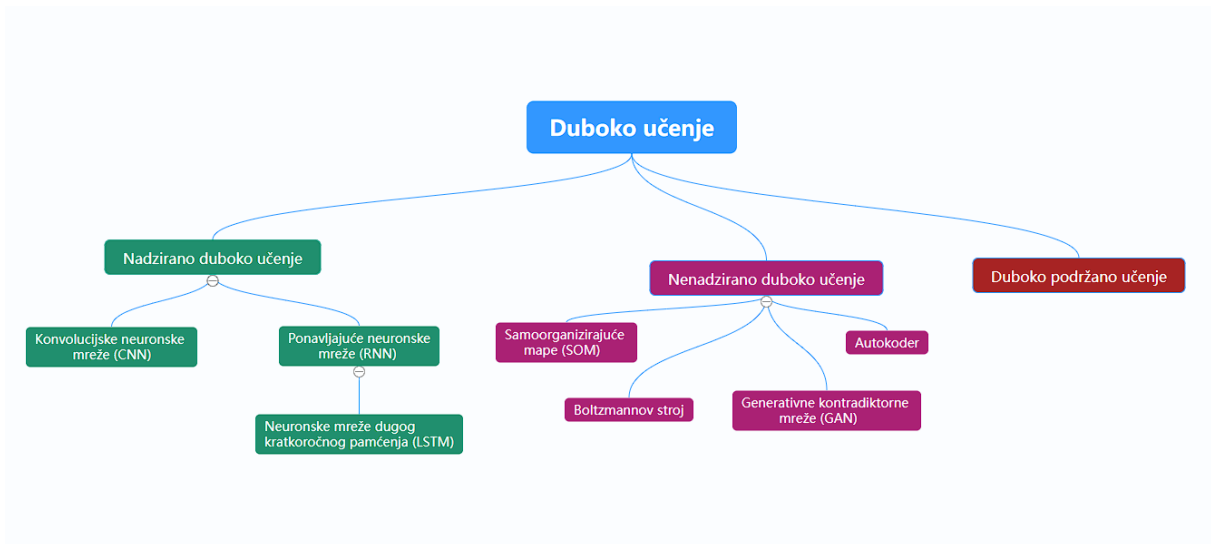 Duboko učenje
Nadzirano duboko učenje
Nenadzirano duboko učenje
Duboko podržano učenje
Konvolucijske neuronske
mreže (CNN)
Ponavljajuće neuronske
mreže (RNN)
Neuronske mreže dugog
kratkoročnog pamćenja (LSTM)
Samoorganizirajuće
mape (SOM)
Boltzmannov stroj
Generativne kontradiktorne
mreže (GAN)
Autokoder